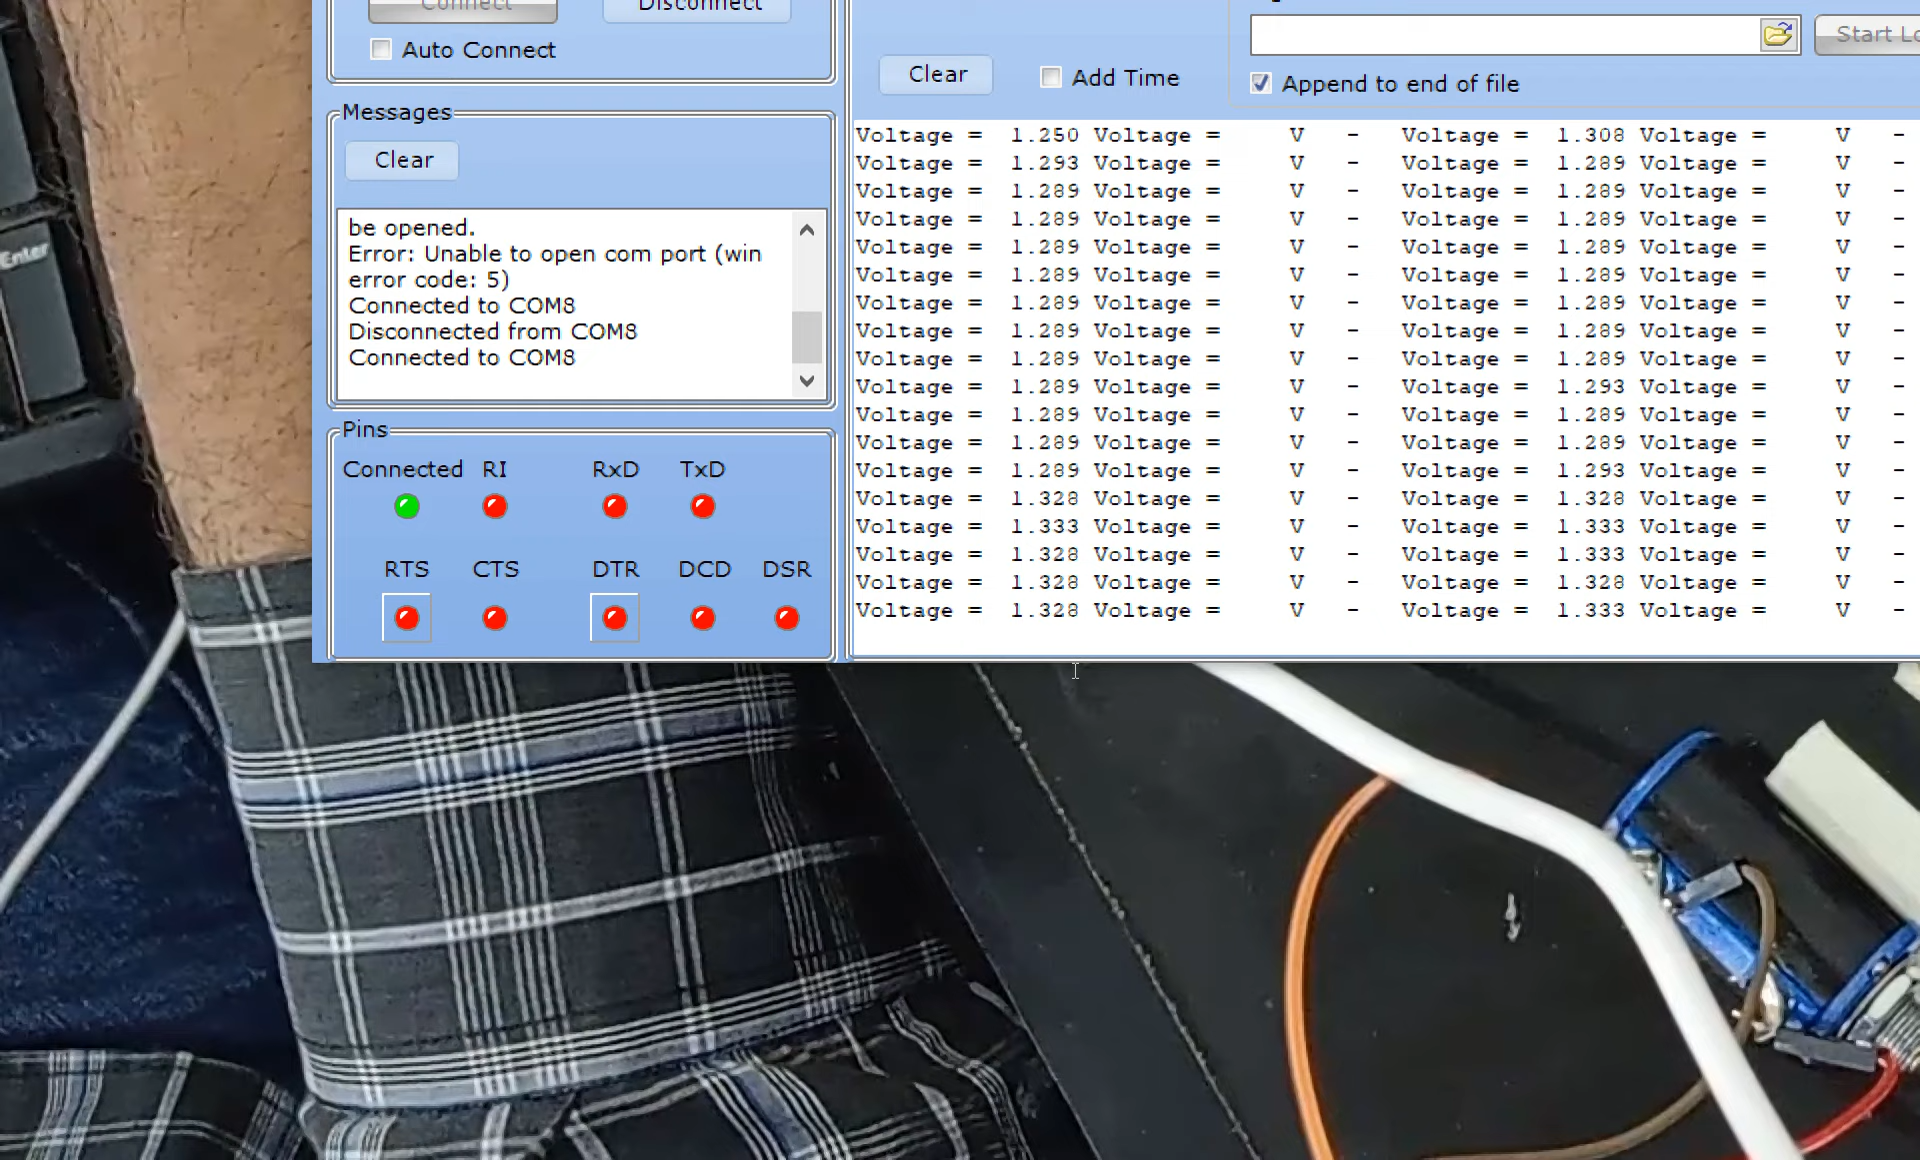 Connect Disconnect
Auto Connect
Messages
Clear
be opened.
Error: Unable to open com port (win
error code: 5)
Connected to COM8
Disconnected from COM8
Connected to COM8
Pins
Connected RI RxD TxD
RTS CTS DTR DCD DSR
Start Lo
Clear Add Time Append to end of file
Voltage = 1.250 Voltage = V - Voltage = 1.308 Voltage = V -
Voltage = 1.293 Voltage = V - Voltage = 1.289 Voltage = V -
Voltage = 1.289 Voltage = V - Voltage = 1.289 Voltage = V -
Voltage = 1.289 Voltage = V - Voltage = 1.289 Voltage = V -
Voltage = 1.289 Voltage = V - Voltage = 1.289 Voltage = V -
Voltage = 1.289 Voltage = V - Voltage = 1.289 Voltage = V -
Voltage = 1.289 Voltage = V - Voltage = 1.289 Voltage = V -
Voltage = 1.289 Voltage = V - Voltage = 1.289 Voltage = V -
Voltage = 1.289 Voltage = V - Voltage = 1.289 Voltage = V -
Voltage = 1.289 Voltage = V - Voltage = 1.293 Voltage = V -
Voltage = 1.289 Voltage = V - Voltage = 1.289 Voltage = V -
Voltage = 1.289 Voltage = V - Voltage = 1.289 Voltage = V -
Voltage = 1.289 Voltage = V - Voltage = 1.293 Voltage = V -
Voltage = 1.328 Voltage = V - Voltage = 1.328 Voltage = V -
Voltage = 1.333 Voltage = V - Voltage = 1.333 Voltage = V -
Voltage = 1.328 Voltage = V - Voltage = 1.333 Voltage = V -
Voltage = 1.328 Voltage = V - Voltage = 1.328 Voltage = V -
Voltage = 1.328 Voltage = V - Voltage = 1.333 Voltage = V -
Enter